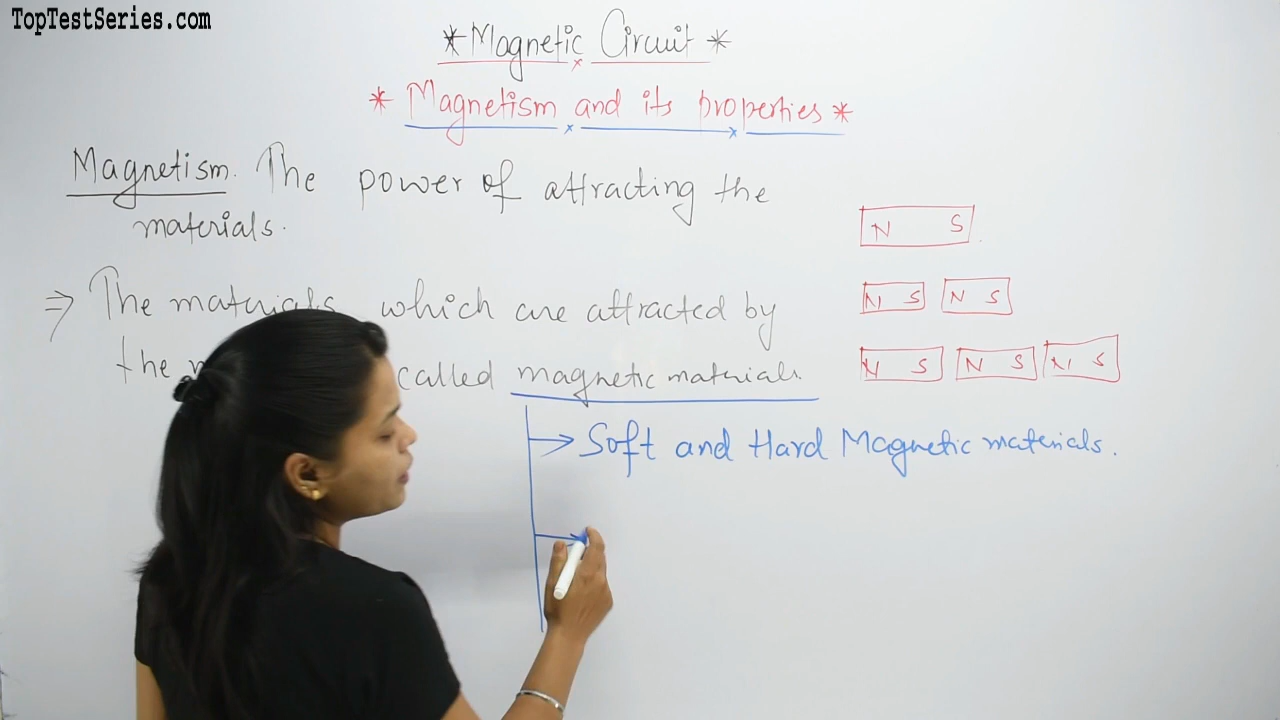 TopTestSeries.com
*Magnetic Circuit*
* Magnetism and its properties *
Magnetism. The power of attracting the
materials.
N S
⇒ The materials which are attracted by
N S N S
the called magnetic materials.
N S N S N S
→ Soft and Hard Magnetic materials.